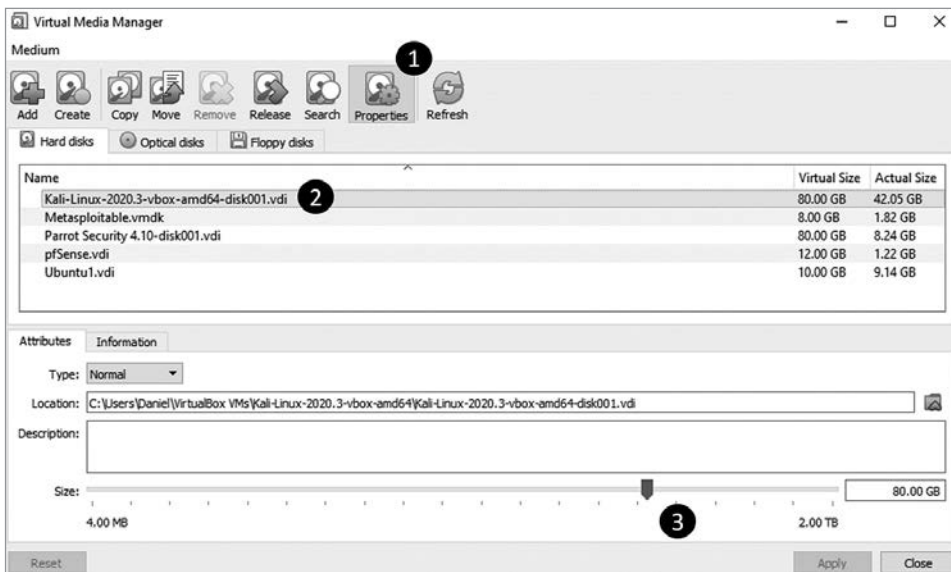 Virtual Media Manager
Medium
1
Add Create Copy Move Remove Release Search Properties Refresh
Hard disks Optical disks Floppy disks
Name Virtual Size Actual Size
Kali-Linux-2020.3-vbox-amd64-disk001.vdi 2 80.00 GB 42.05 GB
Metasploitable.vmdk 8.00 GB 1.82 GB
Parrot Security 4.10-disk001.vdi 80.00 GB 8.24 GB
pfSense.vdi 12.00 GB 1.22 GB
Ubuntu1.vdi 10.00 GB 9.14 GB
Attributes Information
Type: Normal
Location: C:\Users\Daniel\VirtualBox VMs\Kali-Linux-2020.3-vbox-amd64\Kali-Linux-2020.3-vbox-amd64-disk001.vdi
Description:
Size: 80.00 GB
4.00 MB 3 2.00 TB
Reset Apply Close